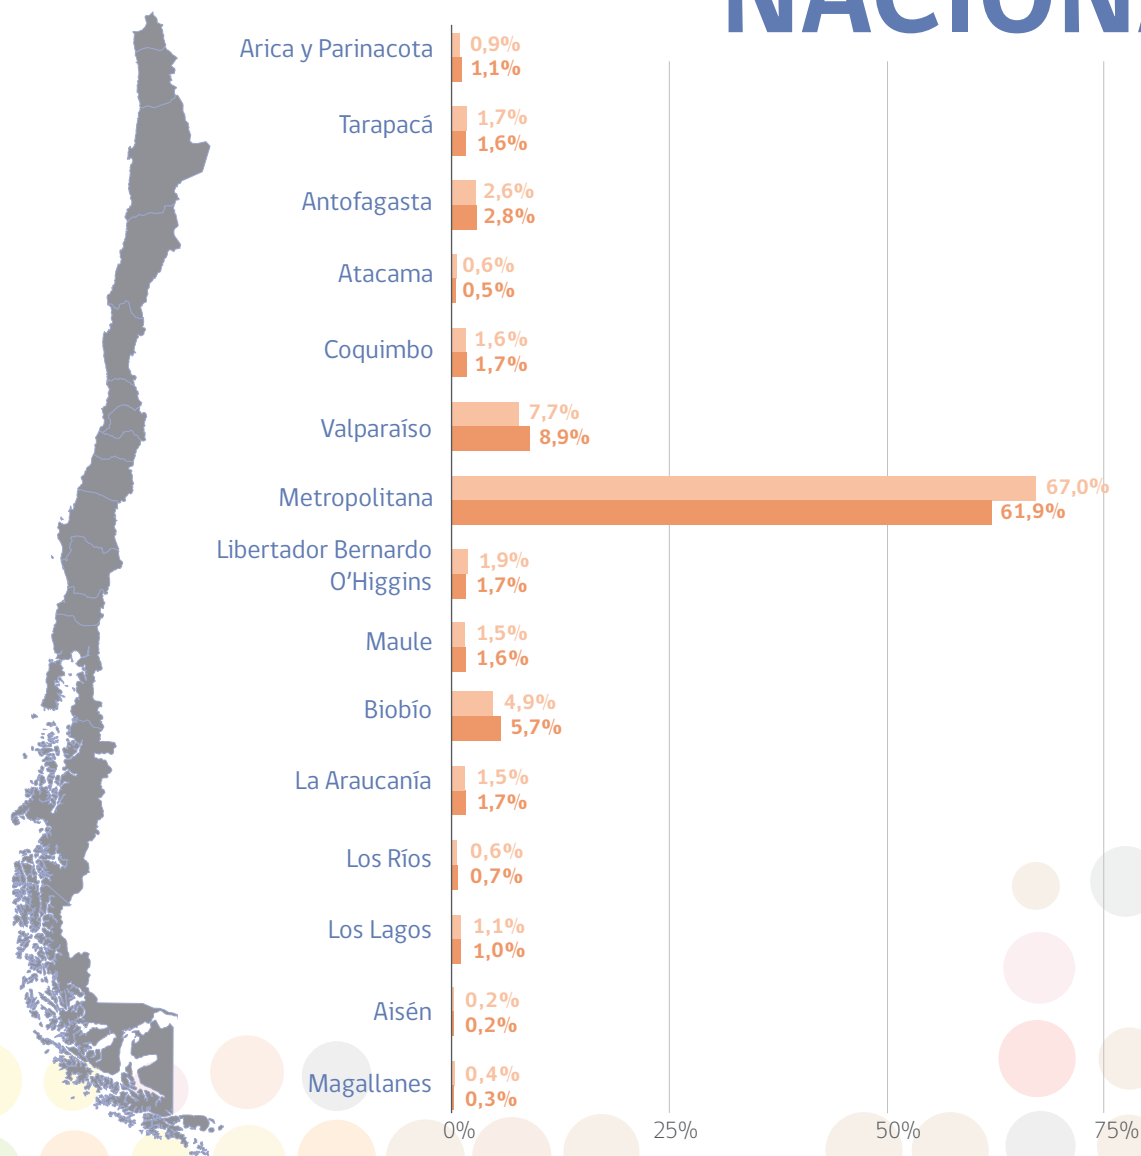 NACIONA
Arica y Parinacota
0,9%
1,1%
Tarapacá
1,7%
1,6%
Antofagasta
2,6%
2,8%
Atacama
0,6%
0,5%
Coquimbo
1,6%
1,7%
Valparaíso
7,7%
8,9%
Metropolitana
67,0%
61,9%
Libertador Bernardo
O’Higgins
1,9%
1,7%
Maule
1,5%
1,6%
Biobío
4,9%
5,7%
La Araucanía
1,5%
1,7%
Los Ríos
0,6%
0,7%
Los Lagos
1,1%
1,0%
Aisén
0,2%
0,2%
Magallanes
0,4%
0,3%
0% 25% 50% 75%